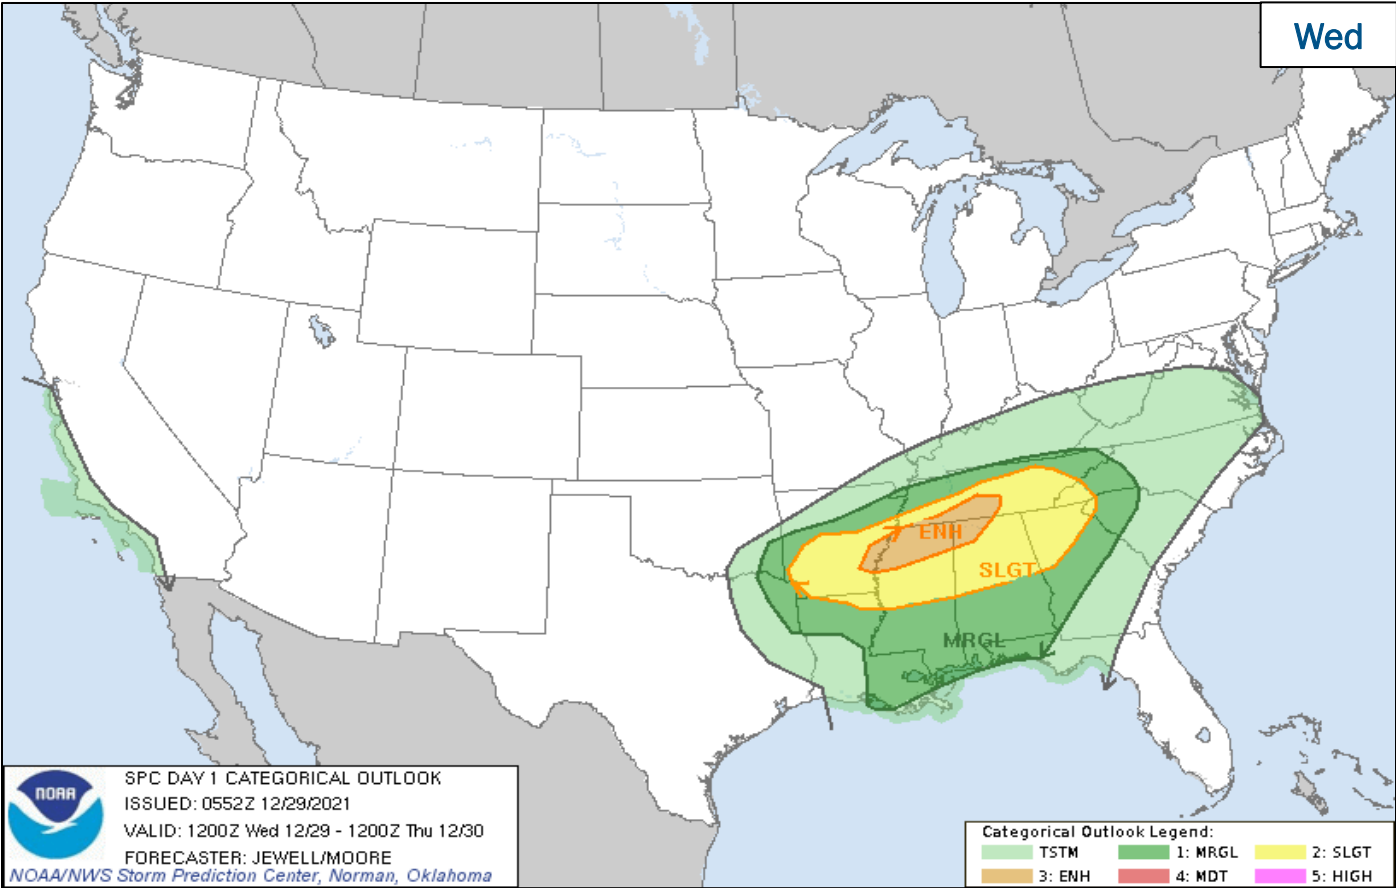 Wed
ENH
SLGT
MRGL
SPC DAY 1 CATEGORICAL OUTLOOK
ISSUED: 0552Z 12/29/2021
VALID: 1200Z Wed 12/29 - 1200Z Thu 12/30
FORECASTER: JEWELL/MOORE
NOAA/NWS Storm Prediction Center, Norman, Oklahoma
NOAA
Categorical Outlook Legend:
TSTM 1: MRGL 2: SLGT
3: ENH 4: MDT 5: HIGH